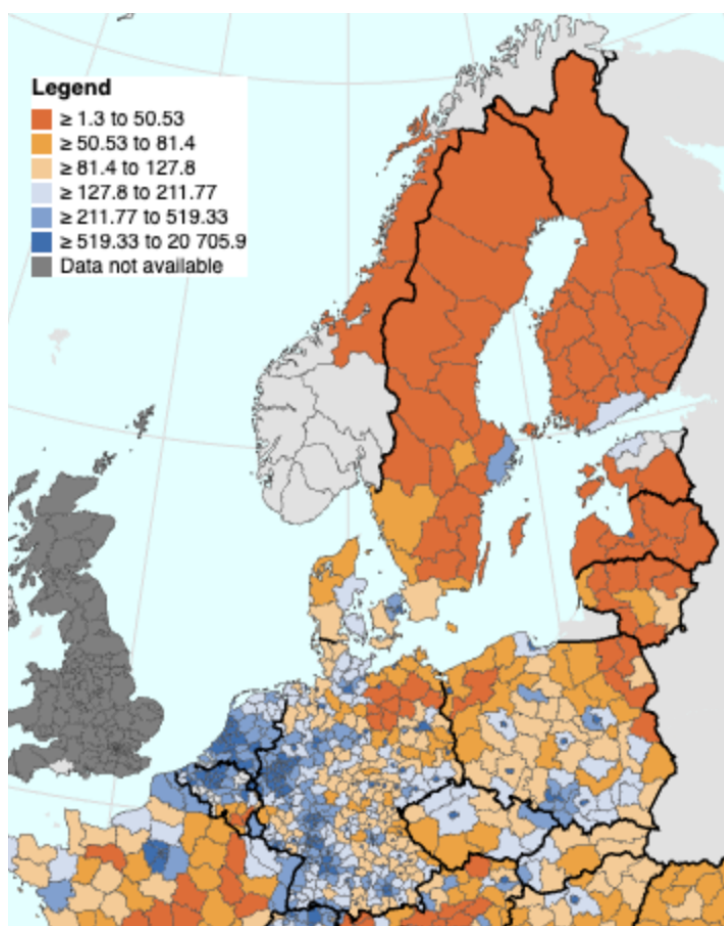 Legend
≥ 1.3 to 50.53
≥ 50.53 to 81.4
≥ 81.4 to 127.8
≥ 127.8 to 211.77
≥ 211.77 to 519.33
≥ 519.33 to 20 705.9
Data not available